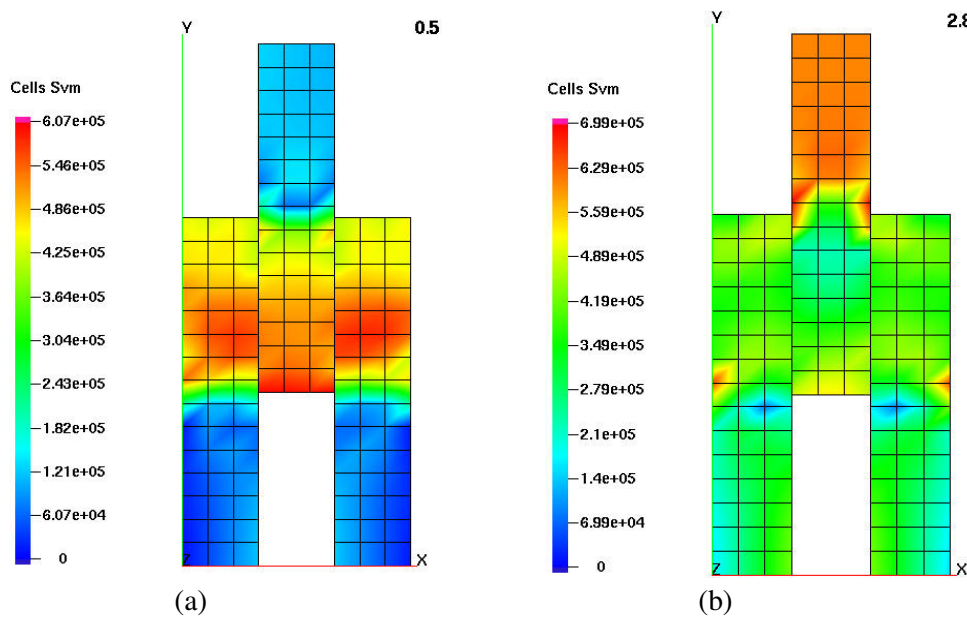 Y
0.5
Cells Svm
6.07e+05
5.46e+05
4.86e+05
4.25e+05
3.64e+05
3.04e+05
2.43e+05
1.82e+05
1.21e+05
6.07e+04
0
Z
X
(a)
Y
2.8
Cells Svm
6.99e+05
6.29e+05
5.59e+05
4.89e+05
4.19e+05
3.49e+05
2.79e+05
2.1e+05
1.4e+05
6.99e+04
0
Z
X
(b)